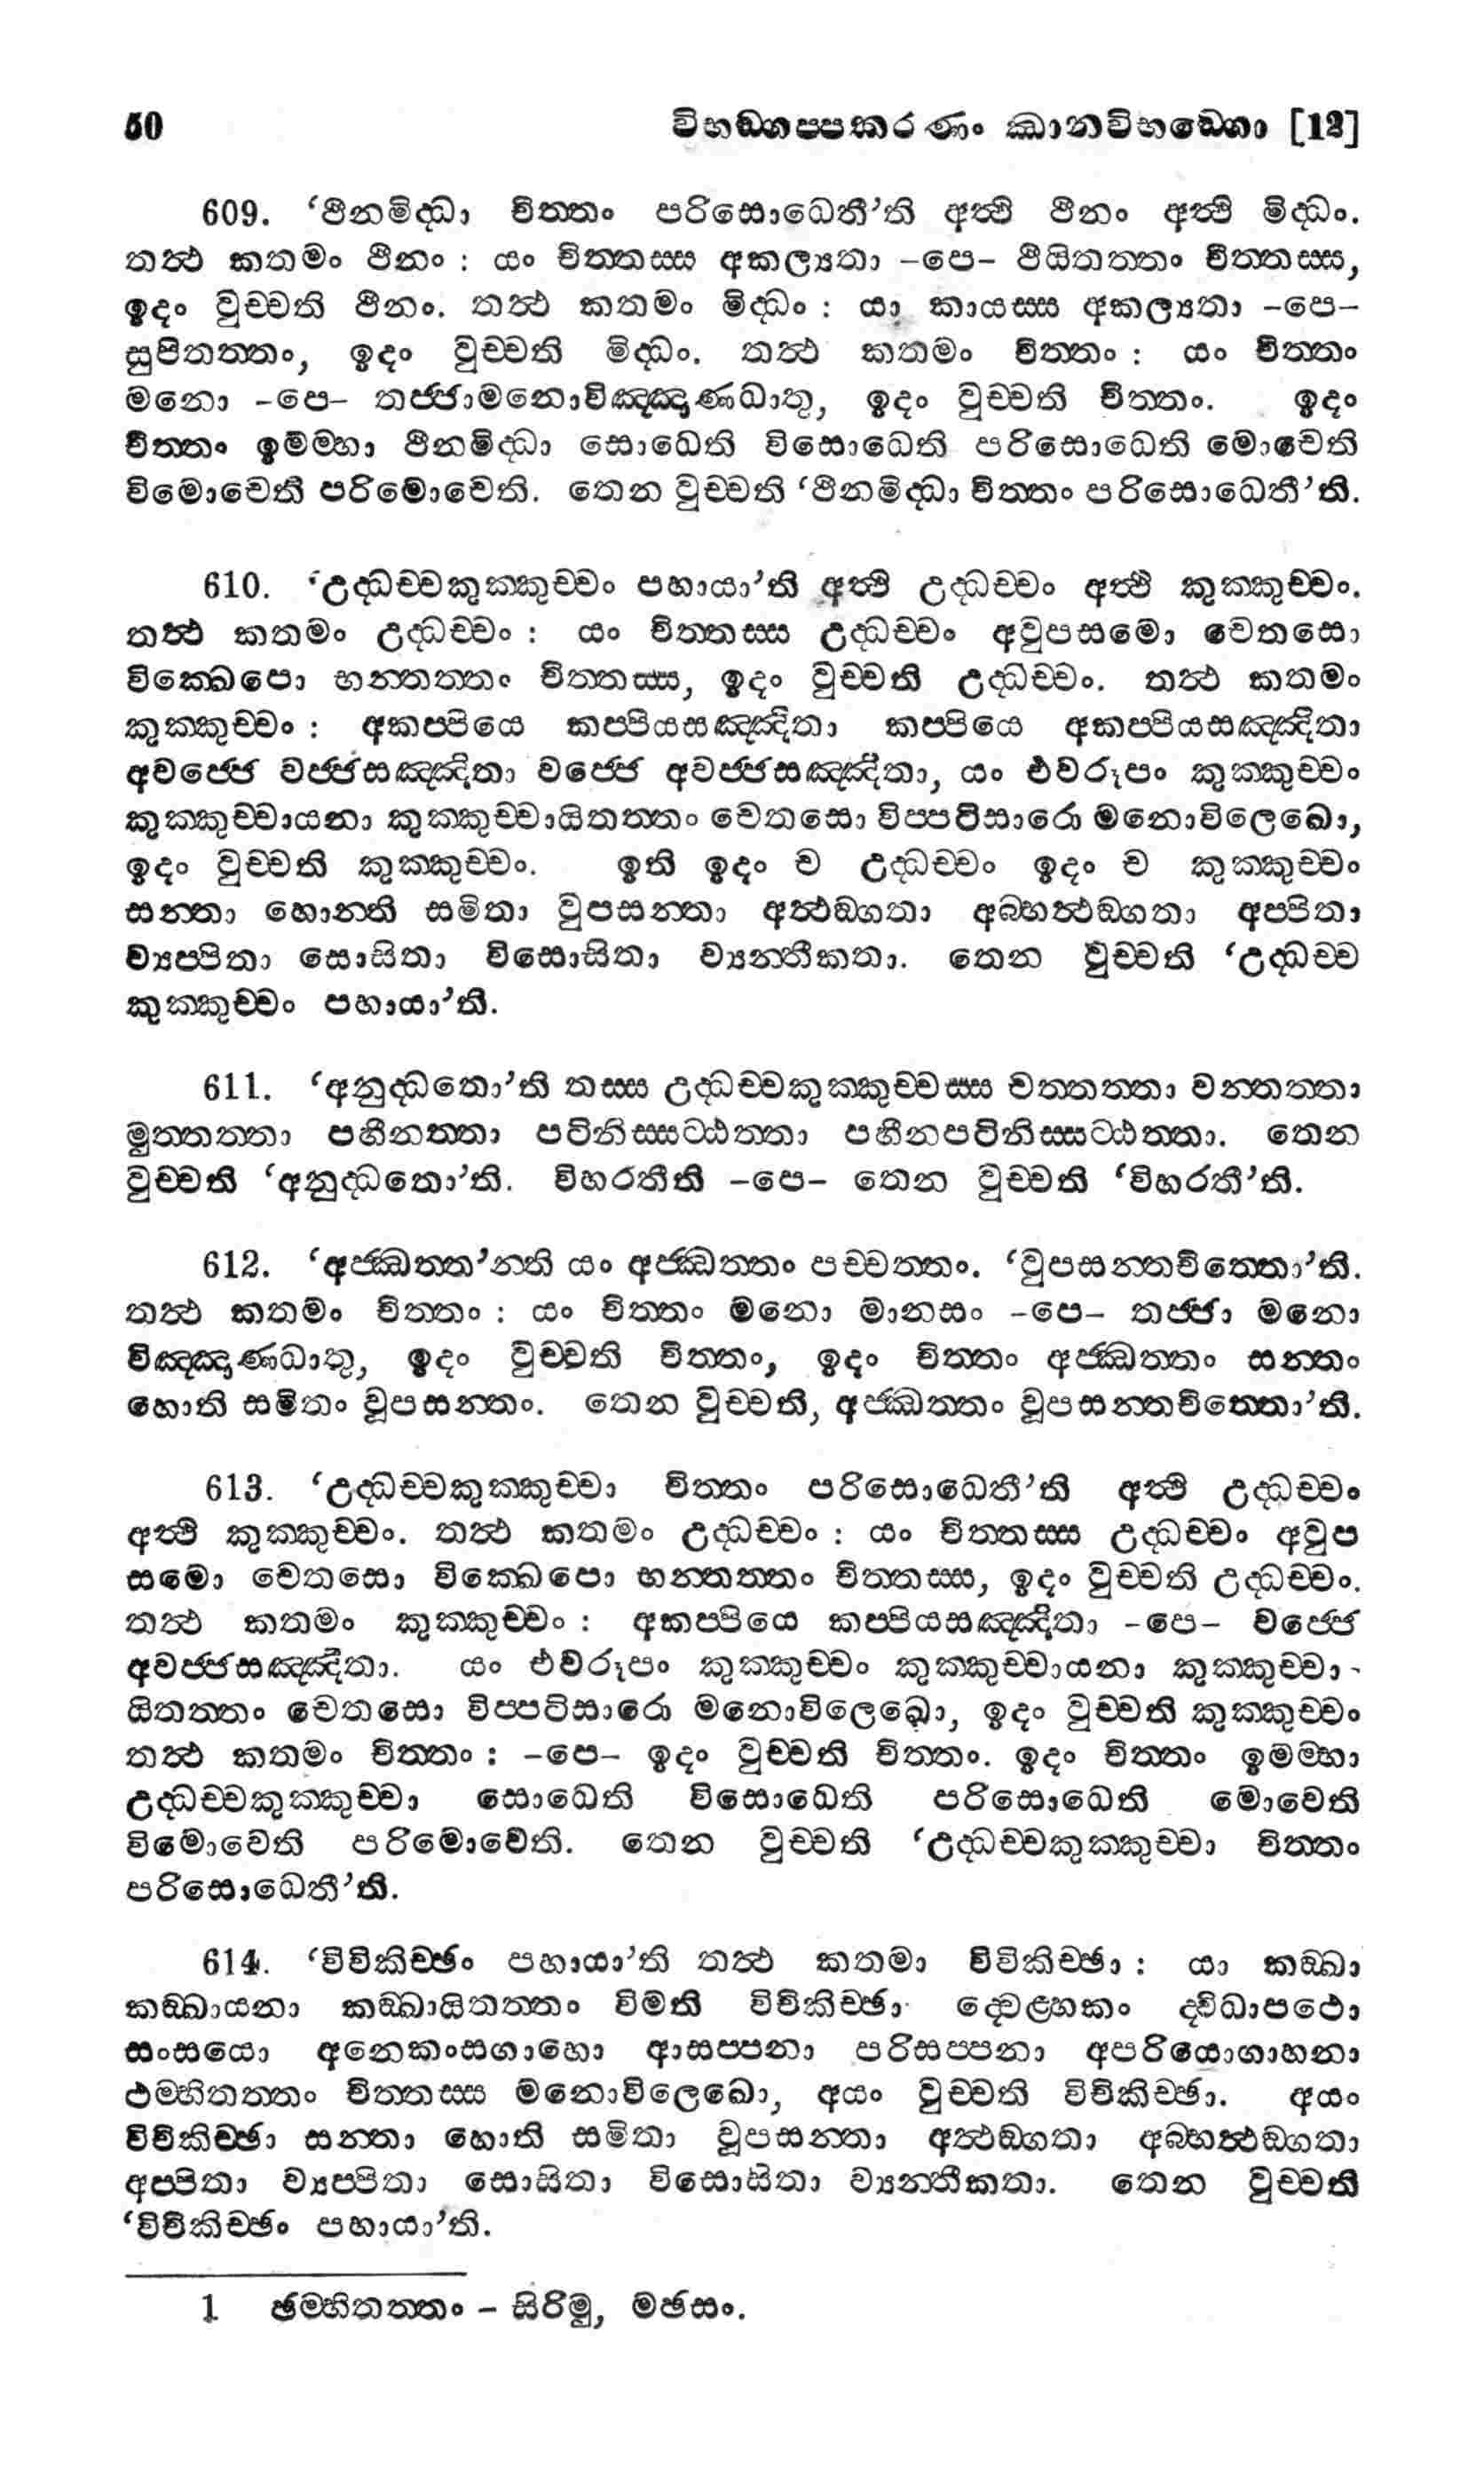 50 විභඞ්ගප්පකරණං ඣානවිභඞ්ගො [12]
609. ‘ථීනමිද්ධා චිත්තං පරිසොධෙතී’ති අත්ථි ථීනං අත්ථි මිද්ධං.
තත්ථ කතමං ථීනං : යං චිත්තස්ස අකල්‍යතා -පෙ- ථීයිතත්තං චිත්තස්ස,
ඉදං වුච්චති ථීනං. තත්ථ කතමං මිද්ධං : යා කායස්ස අකල්‍යතා -පෙ-
සුපිතත්තං, ඉදං වුච්චති මිද්ධං. තත්ථ කතමං චිත්තං : යං චිත්තං
මනො -පෙ- තජ්ජාමනොවිඤ්ඤාණධාතු, ඉදං වුච්චති චිත්තං. ඉදං
චිත්තං ඉමම්හා ථීනමිද්ධා සොධෙති විසොධෙති පරිසොධෙති මොචෙති
විමොචෙති පරිමොචෙති. තෙන වුච්චති ‘ථීනමිද්ධා චිත්තං පරිසොධෙතී’ති.
610. ‘උද්ධච්චකුක්කුච්චං පහායා’ති අත්ථි උද්ධච්චං අත්ථි කුක්කුච්චං.
තත්ථ කතමං උද්ධච්චං : යං චිත්තස්ස උද්ධච්චං අවූපසමො චෙතසො
වික්ඛෙපො භන්තත්තං චිත්තස්ස, ඉදං වුච්චති උද්ධච්චං. තත්ථ කතමං
කුක්කුච්චං : අකප්පියෙ කප්පියසඤ්ඤිතා කප්පියෙ අකප්පියසඤ්ඤිතා
අවජ්ජෙ වජ්ජසඤ්ඤිතා වජ්ජෙ අවජ්ජසඤ්ඤිතා, යං එවරූපං කුක්කුච්චං
කුක්කුච්චායනා කුක්කුච්චායිතත්තං චෙතසො විප්පටිසාරො මනොවිලෙඛො,
ඉදං වුච්චති කුක්කුච්චං. ඉති ඉදං ච උද්ධච්චං ඉදං ච කුක්කුච්චං
සන්තා හොන්ති සමිතා වූපසන්තා අත්ථඞ්ගතා අබ්භත්ථඞ්ගතා අප්පිතා
ව්‍යප්පිතා සොසිතා විසොසිතා ව්‍යන්තීකතා. තෙන වුච්චති ‘උද්ධච්ච
කුක්කුච්චං පහායා’ති.
611. ‘අනුද්ධතො’ති තස්ස උද්ධච්චකුක්කුච්චස්ස චත්තත්තා වන්තත්තා
මුත්තත්තා පහීනත්තා පටිනිස්සට්ඨත්තා පහීනපටිනිස්සට්ඨත්තා. තෙන
වුච්චති ‘අනුද්ධතො’ති. විහරතීති -පෙ- තෙන වුච්චති ‘විහරතී’ති.
612. ‘අජ්ඣත්ත’න්ති යං අජ්ඣත්තං පච්චත්තං. ‘වූපසන්තචිත්තො’ති.
තත්ථ කතමං චිත්තං : යං චිත්තං මනො මානසං -පෙ- තජ්ජා මනො
විඤ්ඤාණධාතු, ඉදං වුච්චති චිත්තං, ඉදං චිත්තං අජ්ඣත්තං සන්තං
හොති සමිතං වූපසන්තං. තෙන වුච්චති, අජ්ඣත්තං වූපසන්තචිත්තො’ති.
613. ‘උද්ධච්චකුක්කුච්චා චිත්තං පරිසොධෙතී’ති අත්ථි උද්ධච්චං
අත්ථි කුක්කුච්චං. තත්ථ කතමං උද්ධච්චං : යං චිත්තස්ස උද්ධච්චං අවූප
සමො චෙතසො වික්ඛෙපො භන්තත්තං චිත්තස්ස, ඉදං වුච්චති උද්ධච්චං.
තත්ථ කතමං කුක්කුච්චං : අකප්පියෙ කප්පියසඤ්ඤිතා -පෙ- වජ්ජෙ
අවජ්ජසඤ්ඤිතා. යං එවරූපං කුක්කුච්චං කුක්කුච්චායනා කුක්කුච්චා-
යිතත්තං චෙතසො විප්පටිසාරො මනොවිලෙඛො, ඉදං වුච්චති කුක්කුච්චං
තත්ථ කතමං චිත්තං : -පෙ- ඉදං වුච්චති චිත්තං. ඉදං චිත්තං ඉමම්හා
උද්ධච්චකුක්කුච්චා සොධෙති විසොධෙති පරිසොධෙති මොචෙති
විමොචෙති පරිමොචෙති. තෙන වුච්චති ‘උද්ධච්චකුක්කුච්චා චිත්තං
පරිසොධෙතී’ති.
614. ‘විචිකිච්ඡං පහායා’ති තත්ථ කතමා විචිකිච්ඡා : යා කඞ්ඛා
කඞ්ඛායනා කඞ්ඛායිතත්තං විමති විචිකිච්ඡා ද්වෙළ්හකං ද්විධාපථො
සංසයො අනෙකංසගාහො ආසප්පනා පරිසප්පනා අපරියොගාහනා
ථම්භිතත්තං චිත්තස්ස මනොවිලෙඛො, අයං වුච්චති විචිකිච්ඡා. අයං
විචිකිච්ඡා සන්තා හොති සමිතා වූපසන්තා අත්ථඞ්ගතා අබ්භත්ථඞ්ගතා
අප්පිතා ව්‍යප්පිතා සොසිතා විසොසිතා ව්‍යන්තීකතා. තෙන වුච්චති
‘විචිකිච්ඡං පහායා’ති.
1 ඡම්භිතත්තං – සිරිමු, මඡසං.